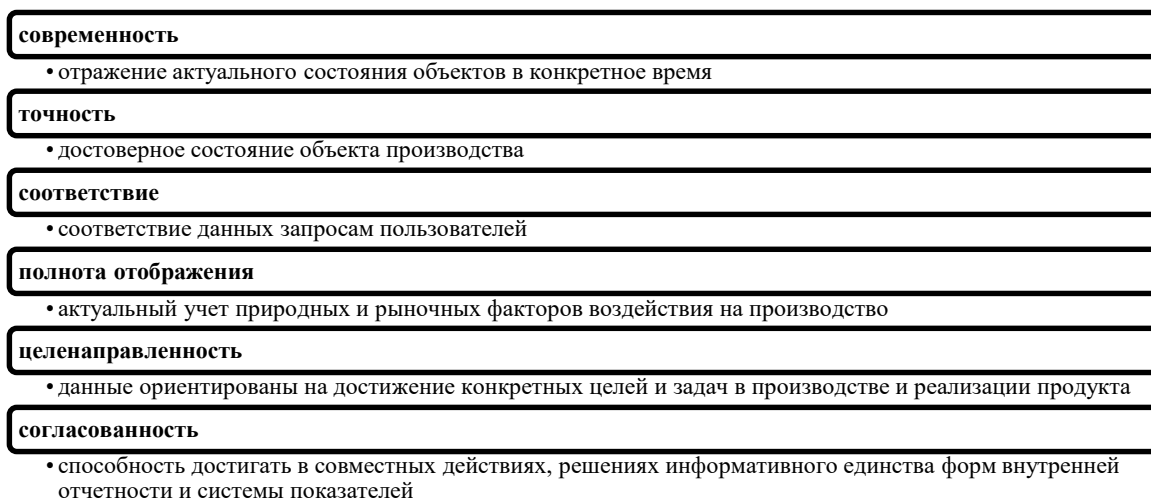 современность
• отражение актуального состояния объектов в конкретное время
точность
• достоверное состояние объекта производства
соответствие
• соответствие данных запросам пользователей
полнота отображения
• актуальный учет природных и рыночных факторов воздействия на производство
целенаправленность
• данные ориентированы на достижение конкретных целей и задач в производстве и реализации продукта
согласованность
• способность достигать в совместных действиях, решениях информативного единства форм внутренней
отчетности и системы показателей